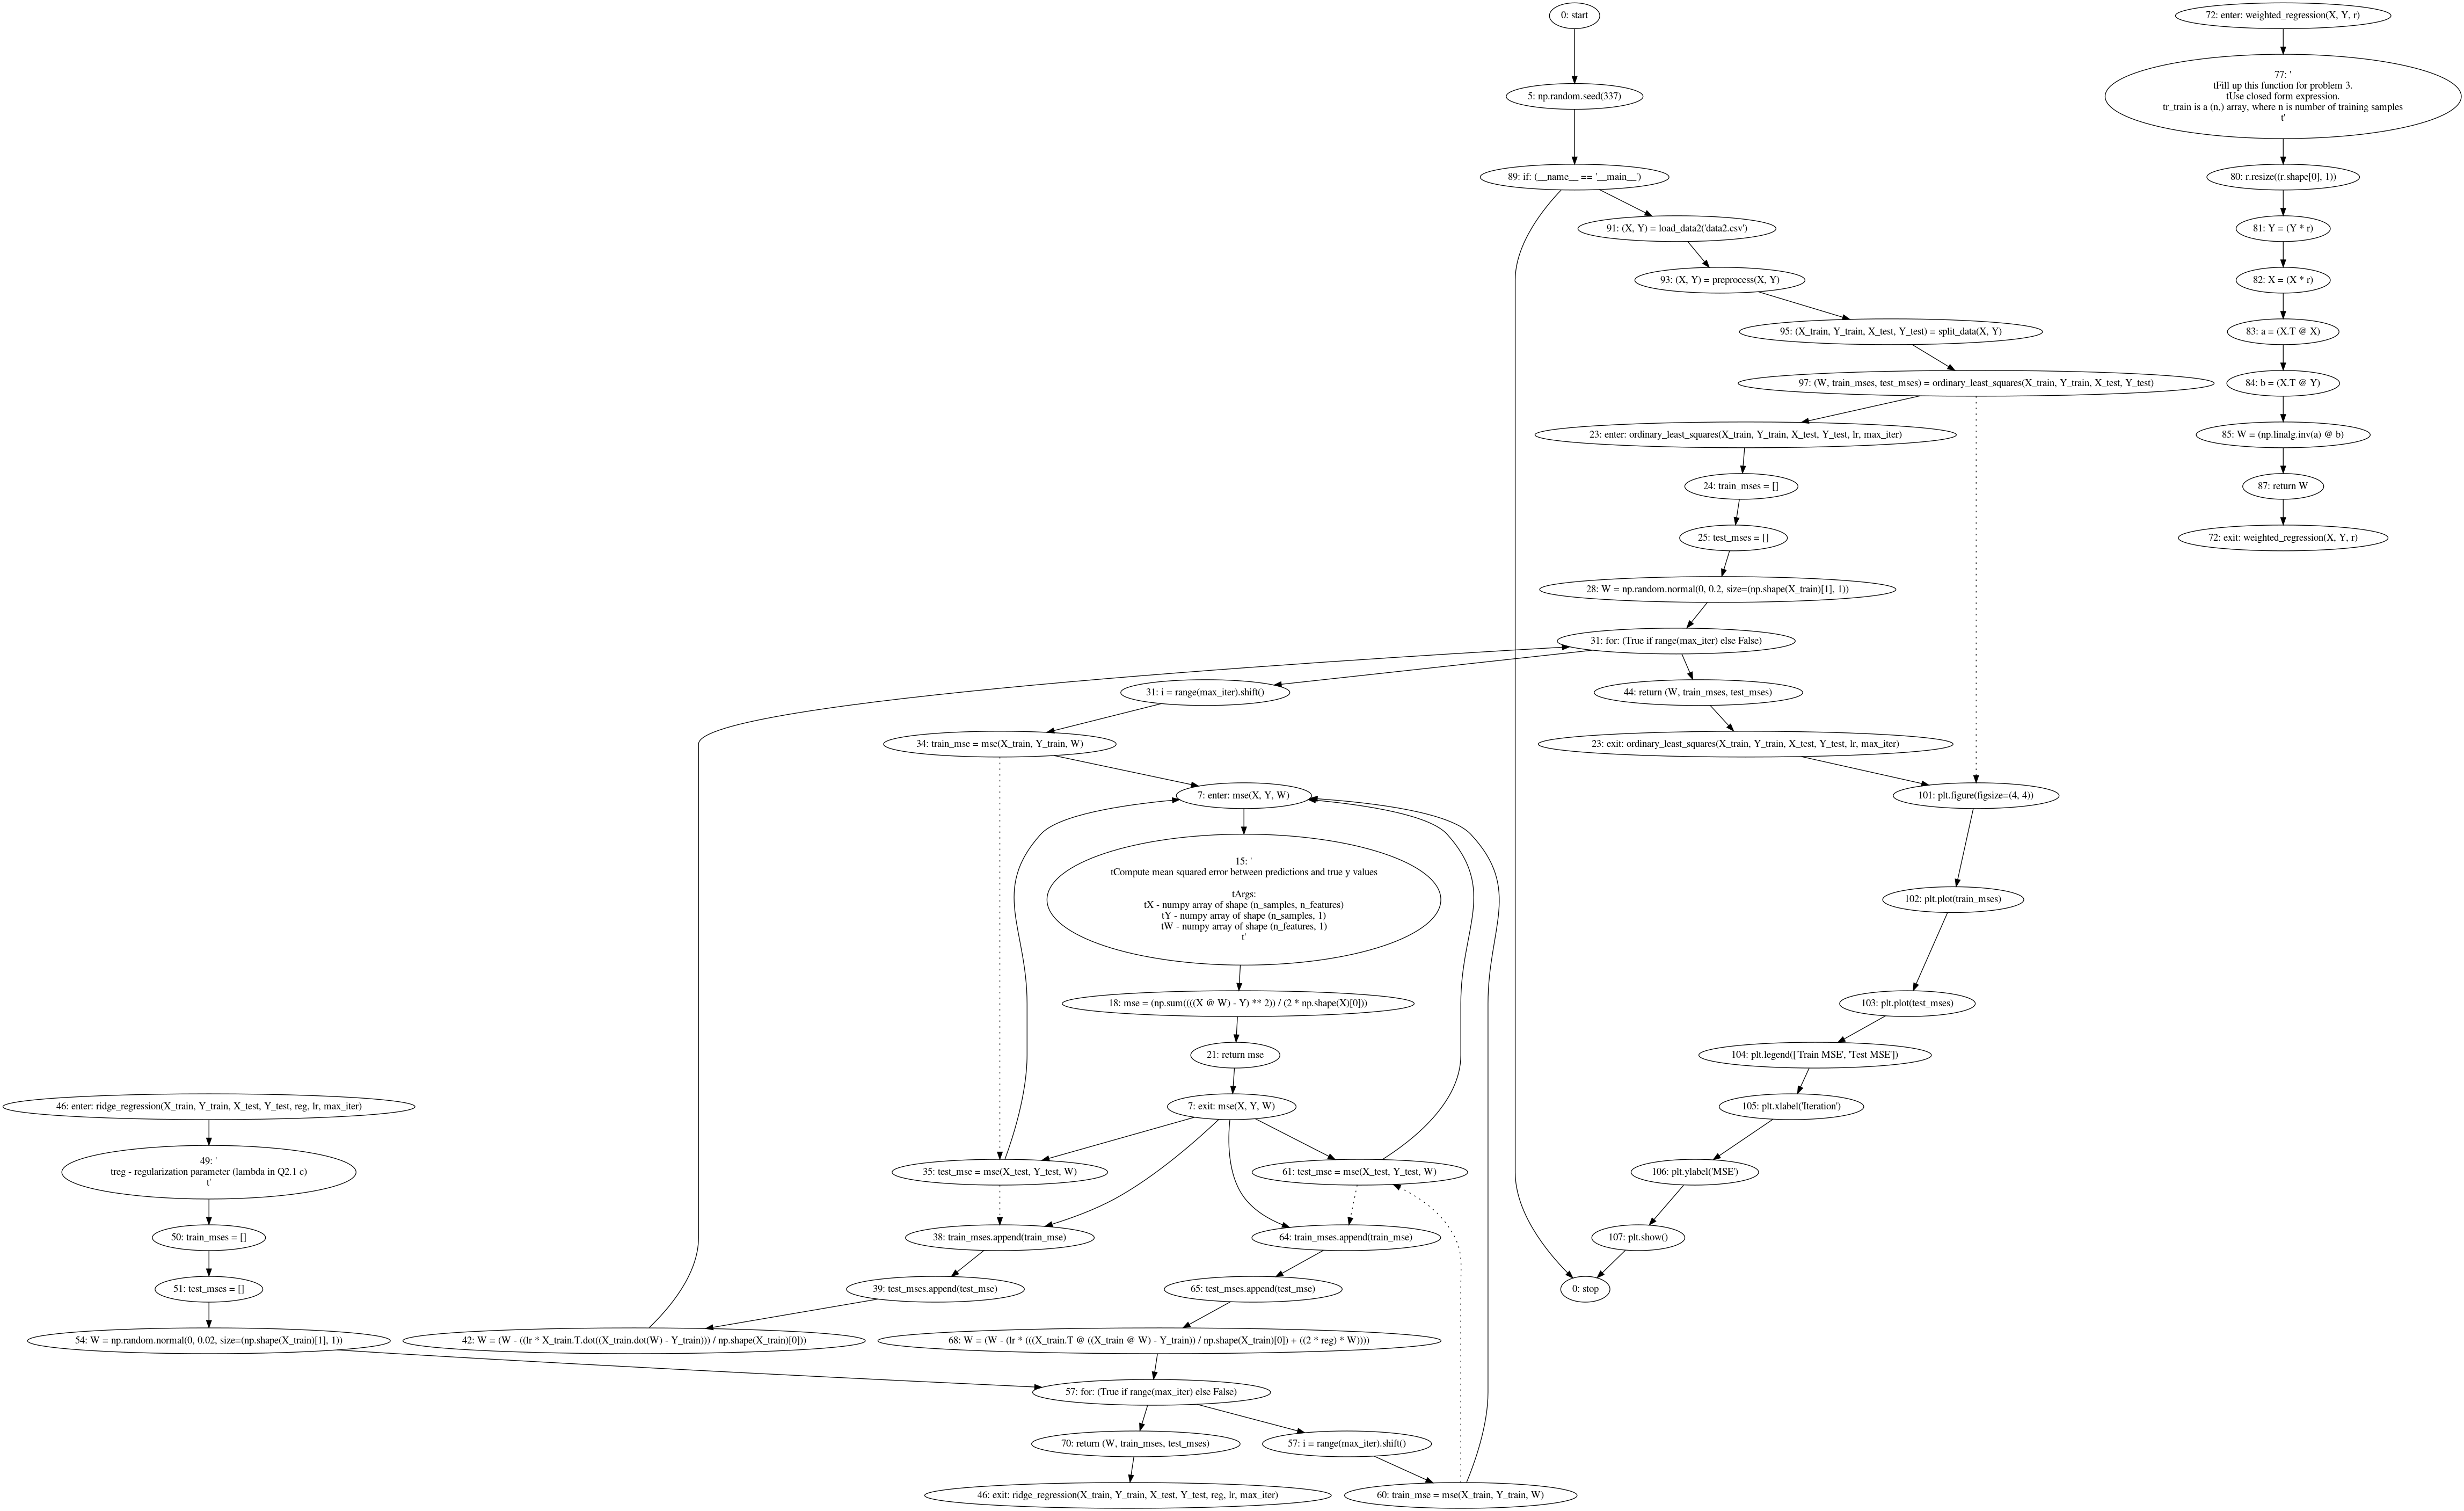 0: start
5: np.random.seed(337)
89: if: (__name__ == '__main__')
91: (X, Y) = load_data2('data2.csv')
93: (X, Y) = preprocess(X, Y)
95: (X_train, Y_train, X_test, Y_test) = split_data(X, Y)
97: (W, train_mses, test_mses) = ordinary_least_squares(X_train, Y_train, X_test, Y_test)
23: enter: ordinary_least_squares(X_train, Y_train, X_test, Y_test, lr, max_iter)
24: train_mses = []
25: test_mses = []
28: W = np.random.normal(0, 0.2, size=(np.shape(X_train)[1], 1))
31: for: (True if range(max_iter) else False)
31: i = range(max_iter).shift()
44: return (W, train_mses, test_mses)
34: train_mse = mse(X_train, Y_train, W)
23: exit: ordinary_least_squares(X_train, Y_train, X_test, Y_test, lr, max_iter)
7: enter: mse(X, Y, W)
15: '
tCompute mean squared error between predictions and true y values
tArgs:
tX - numpy array of shape (n_samples, n_features)
tY - numpy array of shape (n_samples, 1)
tW - numpy array of shape (n_features, 1)
t'
18: mse = (np.sum((((X @ W) - Y) ** 2)) / (2 * np.shape(X)[0]))
21: return mse
7: exit: mse(X, Y, W)
35: test_mse = mse(X_test, Y_test, W)
61: test_mse = mse(X_test, Y_test, W)
38: train_mses.append(train_mse)
64: train_mses.append(train_mse)
39: test_mses.append(test_mse)
65: test_mses.append(test_mse)
42: W = (W - ((lr * X_train.T.dot((X_train.dot(W) - Y_train))) / np.shape(X_train)[0]))
68: W = (W - (lr * (((X_train.T @ ((X_train @ W) - Y_train)) / np.shape(X_train)[0]) + ((2 * reg) * W))))
57: for: (True if range(max_iter) else False)
70: return (W, train_mses, test_mses)
57: i = range(max_iter).shift()
46: exit: ridge_regression(X_train, Y_train, X_test, Y_test, reg, lr, max_iter)
60: train_mse = mse(X_train, Y_train, W)
46: enter: ridge_regression(X_train, Y_train, X_test, Y_test, reg, lr, max_iter)
49: '
treg - regularization parameter (lambda in Q2.1 c)
t'
50: train_mses = []
51: test_mses = []
54: W = np.random.normal(0, 0.02, size=(np.shape(X_train)[1], 1))
101: plt.figure(figsize=(4, 4))
102: plt.plot(train_mses)
103: plt.plot(test_mses)
104: plt.legend(['Train MSE', 'Test MSE'])
105: plt.xlabel('Iteration')
106: plt.ylabel('MSE')
107: plt.show()
0: stop
72: enter: weighted_regression(X, Y, r)
77: '
tFill up this function for problem 3.
tUse closed form expression.
tr_train is a (n,) array, where n is number of training samples
t'
80: r.resize((r.shape[0], 1))
81: Y = (Y * r)
82: X = (X * r)
83: a = (X.T @ X)
84: b = (X.T @ Y)
85: W = (np.linalg.inv(a) @ b)
87: return W
72: exit: weighted_regression(X, Y, r)